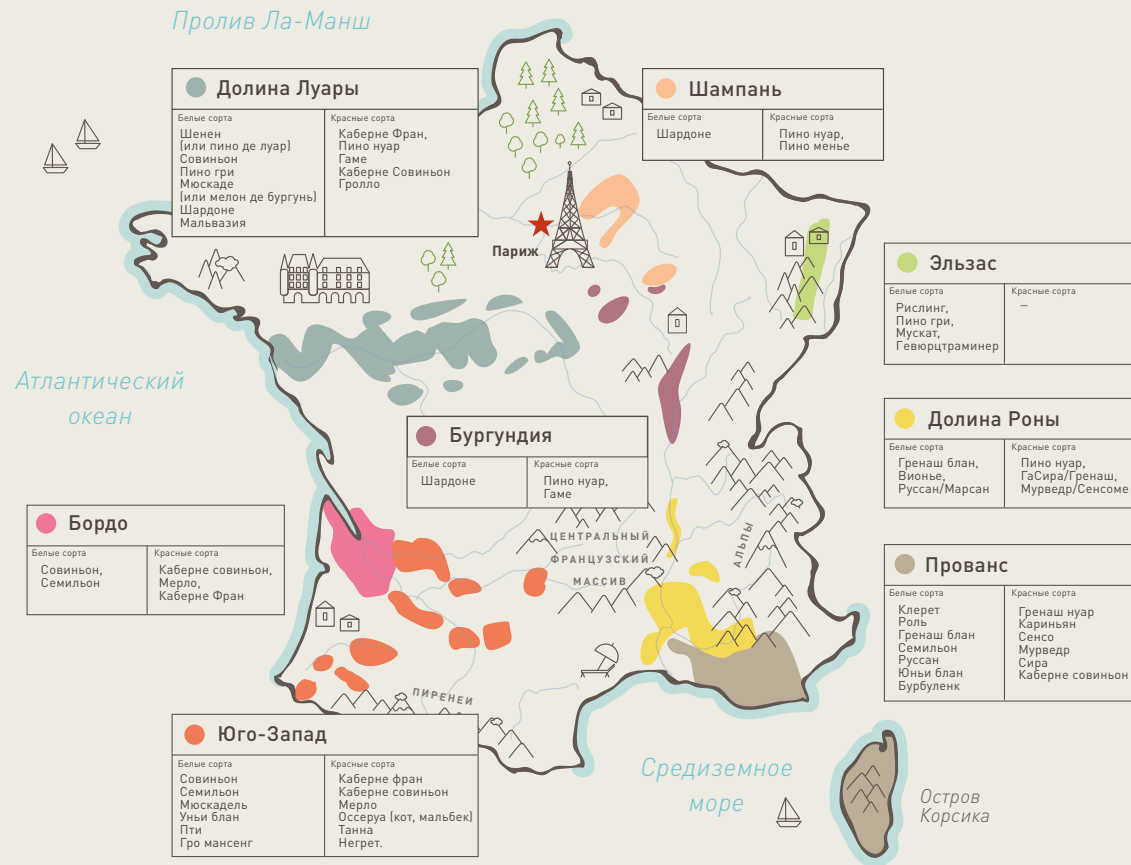 Пролив Ла-Манш
Долина Луары
Белые сорта
Шенен
(или пино де луар)
Совиньон
Пино гри
Мюскаде
(или мелон де бургунь)
Шардоне
Мальвазия
Красные сорта
Каберне Фран,
Пино нуар
Гаме
Каберне Совиньон
Гролло
Шампань
Белые сорта
Шардоне
Красные сорта
Пино нуар,
Пино менье
Париж
Эльзас
Белые сорта
Рислинг,
Пино гри,
Мускат,
Гевюрцтраминер
Красные сорта
–
Атлантический
океан
Долина Роны
Белые сорта
Гренаш блан,
Вионье,
Руссан/Марсан
Красные сорта
Пино нуар,
ГаСира/Гренаш,
Мурведр/Сенсоме
Бургундия
Белые сорта
Шардоне
Красные сорта
Пино нуар,
Гаме
Бордо
Белые сорта
Совиньон,
Семильон
Красные сорта
Каберне совиньон,
Мерло,
Каберне Фран
ЦЕНТРАЛЬНЫЙ
ФРАНЦУЗСКИЙ
МАССИВ
АЛЬПЫ
Прованс
Белые сорта
Клерет
Роль
Гренаш блан
Семильон
Руссан
Юньи блан
Бурбуленк
Красные сорта
Гренаш нуар
Кариньян
Сенсо
Мурведр
Сира
Каберне совиньон
ПИРЕНЕИ
Юго-Запад
Белые сорта
Совиньон
Семильон
Мюскадель
Уньи блан
Пти
Гро мансенг
Красные сорта
Каберне фран
Каберне совиньон
Мерло
Оссеруа (кот, мальбек)
Танна
Негрет.
Средиземное
море
Остров
Корсика